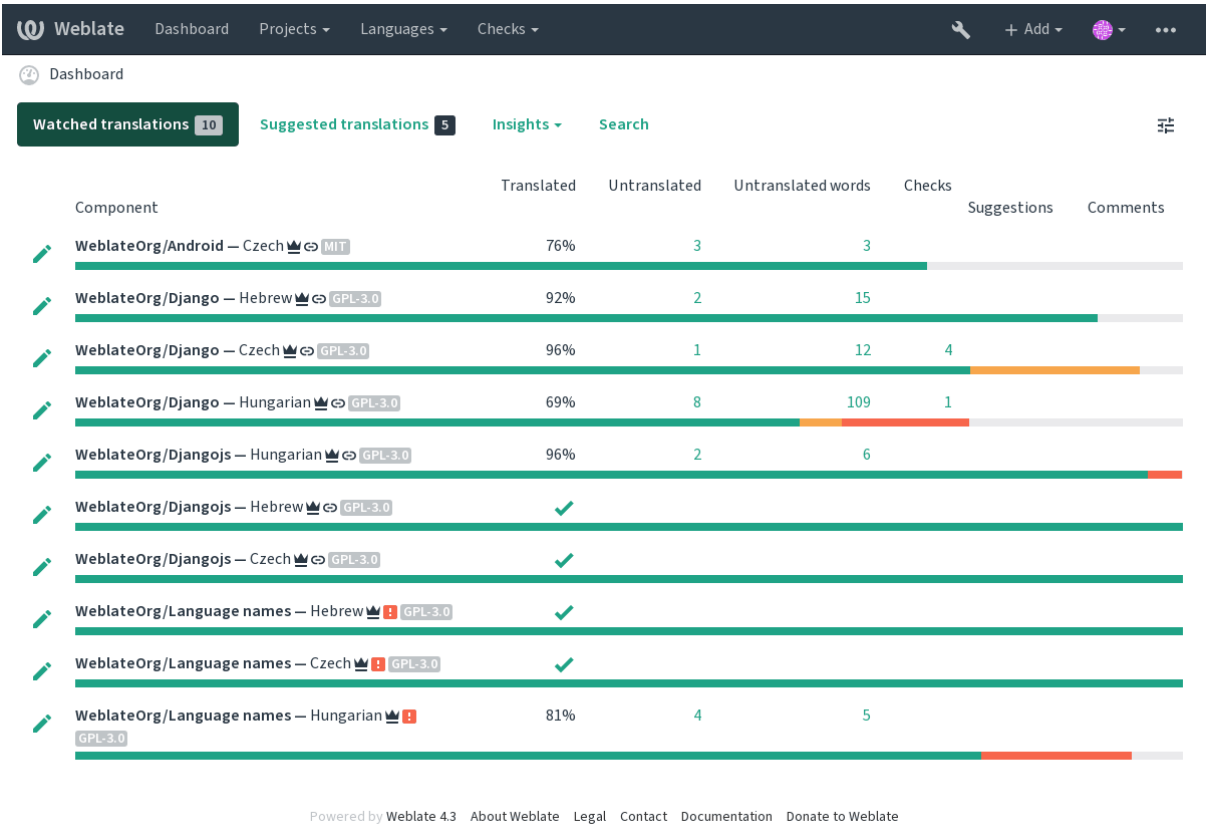 Weblate Dashboard Projects Languages Checks + Add
Dashboard
Watched translations 10 Suggested translations 5 Insights Search
Translated Untranslated Untranslated words Checks
Component Suggestions Comments
WeblateOrg/Android — Czech MIT 76% 3 3
WeblateOrg/Django — Hebrew GPL-3.0 92% 2 15
WeblateOrg/Django — Czech GPL-3.0 96% 1 12 4
WeblateOrg/Django — Hungarian GPL-3.0 69% 8 109 1
WeblateOrg/Djangojs — Hungarian GPL-3.0 96% 2 6
WeblateOrg/Djangojs — Hebrew GPL-3.0
WeblateOrg/Djangojs — Czech GPL-3.0
WeblateOrg/Language names — Hebrew GPL-3.0
WeblateOrg/Language names — Czech GPL-3.0
WeblateOrg/Language names — Hungarian 81% 4 5
GPL-3.0
Powered by Weblate 4.3 About Weblate Legal Contact Documentation Donate to Weblate